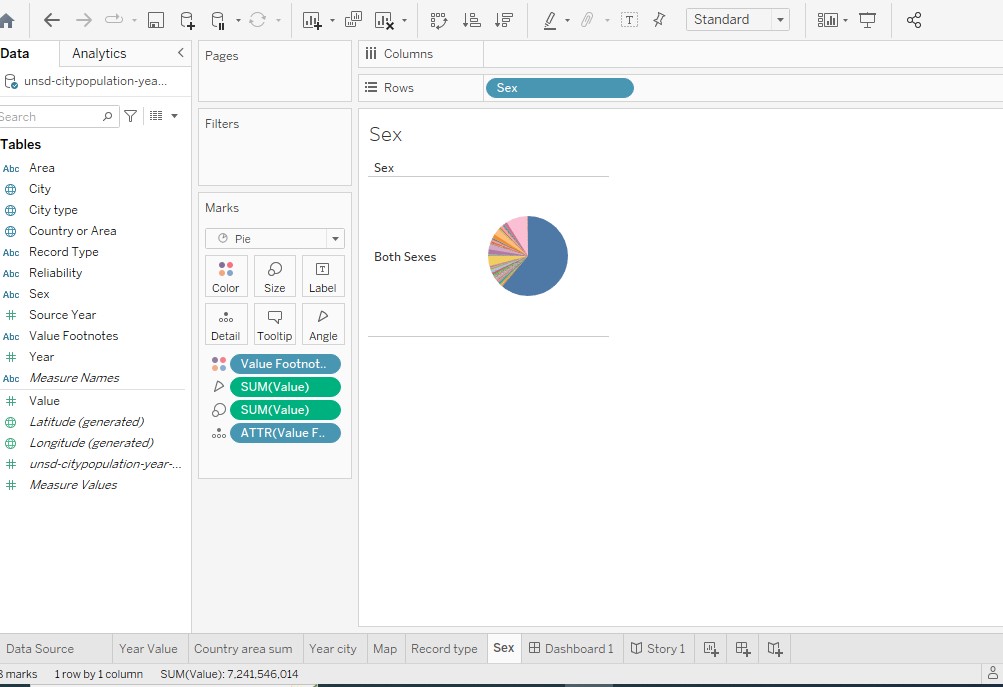 Standard
Data
Analytics
unsd-citypopulation-yea...
Search
Tables
Abc Area
City
City type
Country or Area
Abc Record Type
Abc Reliability
Abc Sex
Source Year
Abc Value Footnotes
Year
Abc Measure Names
Value
Latitude (generated)
Longitude (generated)
unsd-citypopulation-year-...
Measure Values
Pages
Filters
Marks
Pie
Color Size Label
Detail Tooltip Angle
Value Footnot..
SUM(Value)
SUM(Value)
ATTR(Value F..
Columns
Rows Sex
Sex
Sex
Both Sexes
Data Source Year Value Country area sum Year city Map Record type Sex Dashboard 1 Story 1
marks 1 row by 1 column SUM(Value): 7,241,546,014